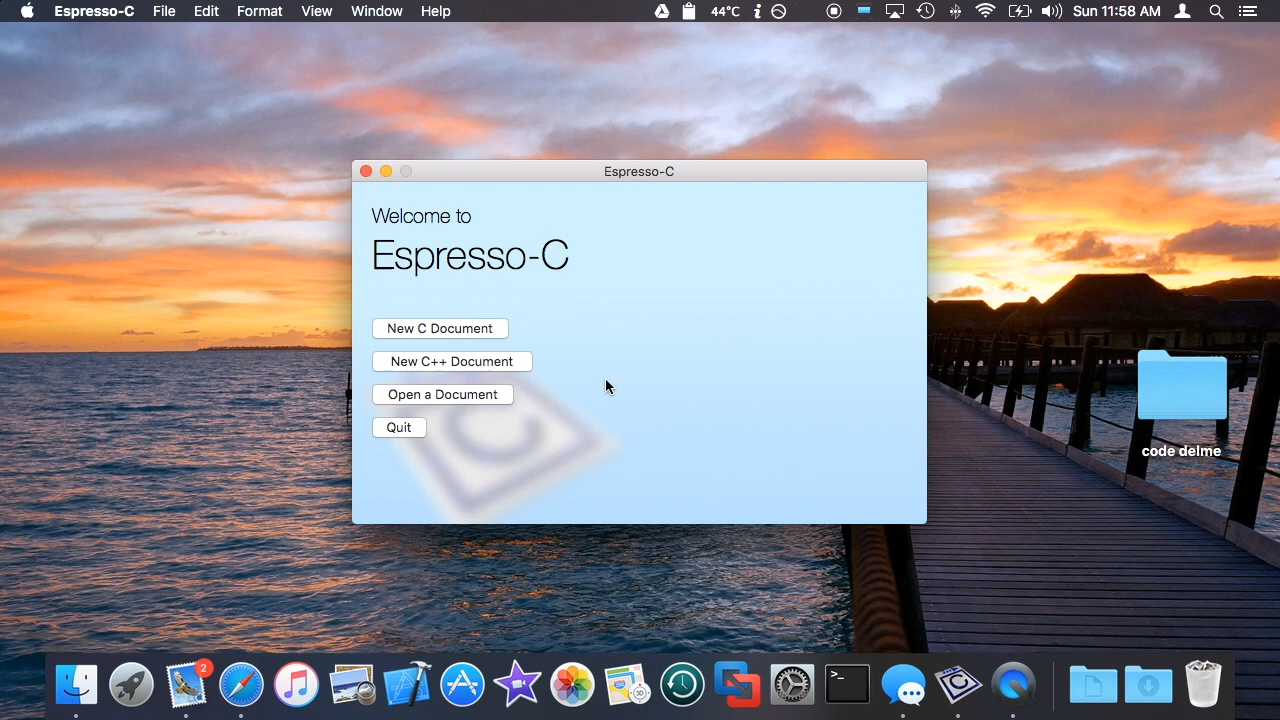 Espresso-C File Edit Format View Window Help 44°C Sun 11:58 AM
Espresso-C
Welcome to
Espresso-C
New C Document
New C++ Document
Open a Document
Quit
code delme
2
3D
>_